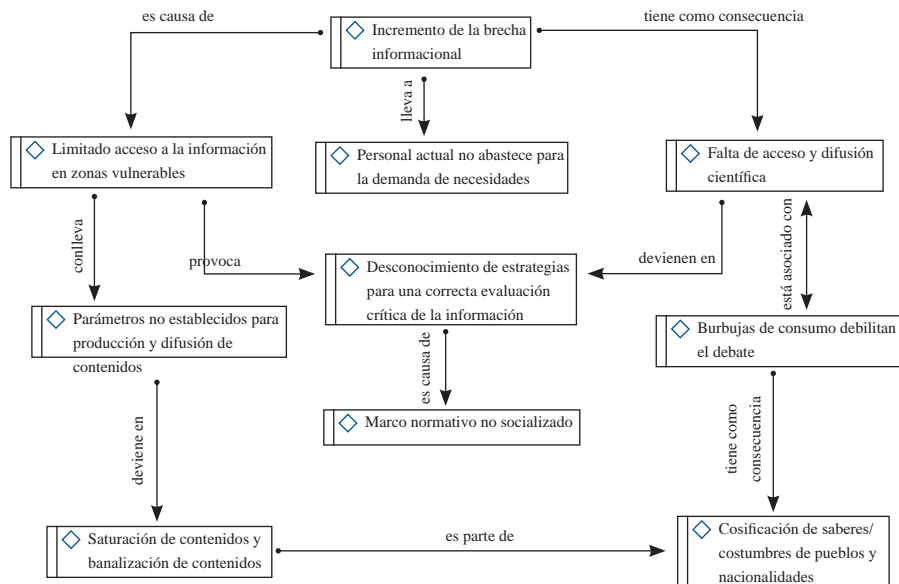 es causa de
Incremento de la brecha
informacional
tiene como consecuencia
lleva a
Limitado acceso a la información
en zonas vulnerables
Personal actual no abastece para
la demanda de necesidades
Falta de acceso y difusión
científica
conlleva
provoca
Desconocimiento de estrategias
para una correcta evaluación
crítica de la información
devienen en
está asociado con
Parámetros no establecidos para
producción y difusión de
contenidos
Burbujas de consumo debilitan
el debate
es causa de
Marco normativo no socializado
deviene en
tiene como
consecuencia
Saturación de contenidos y
banalización de contenidos
es parte de
Cosificación de saberes/
costumbres de pueblos y
nacionalidades